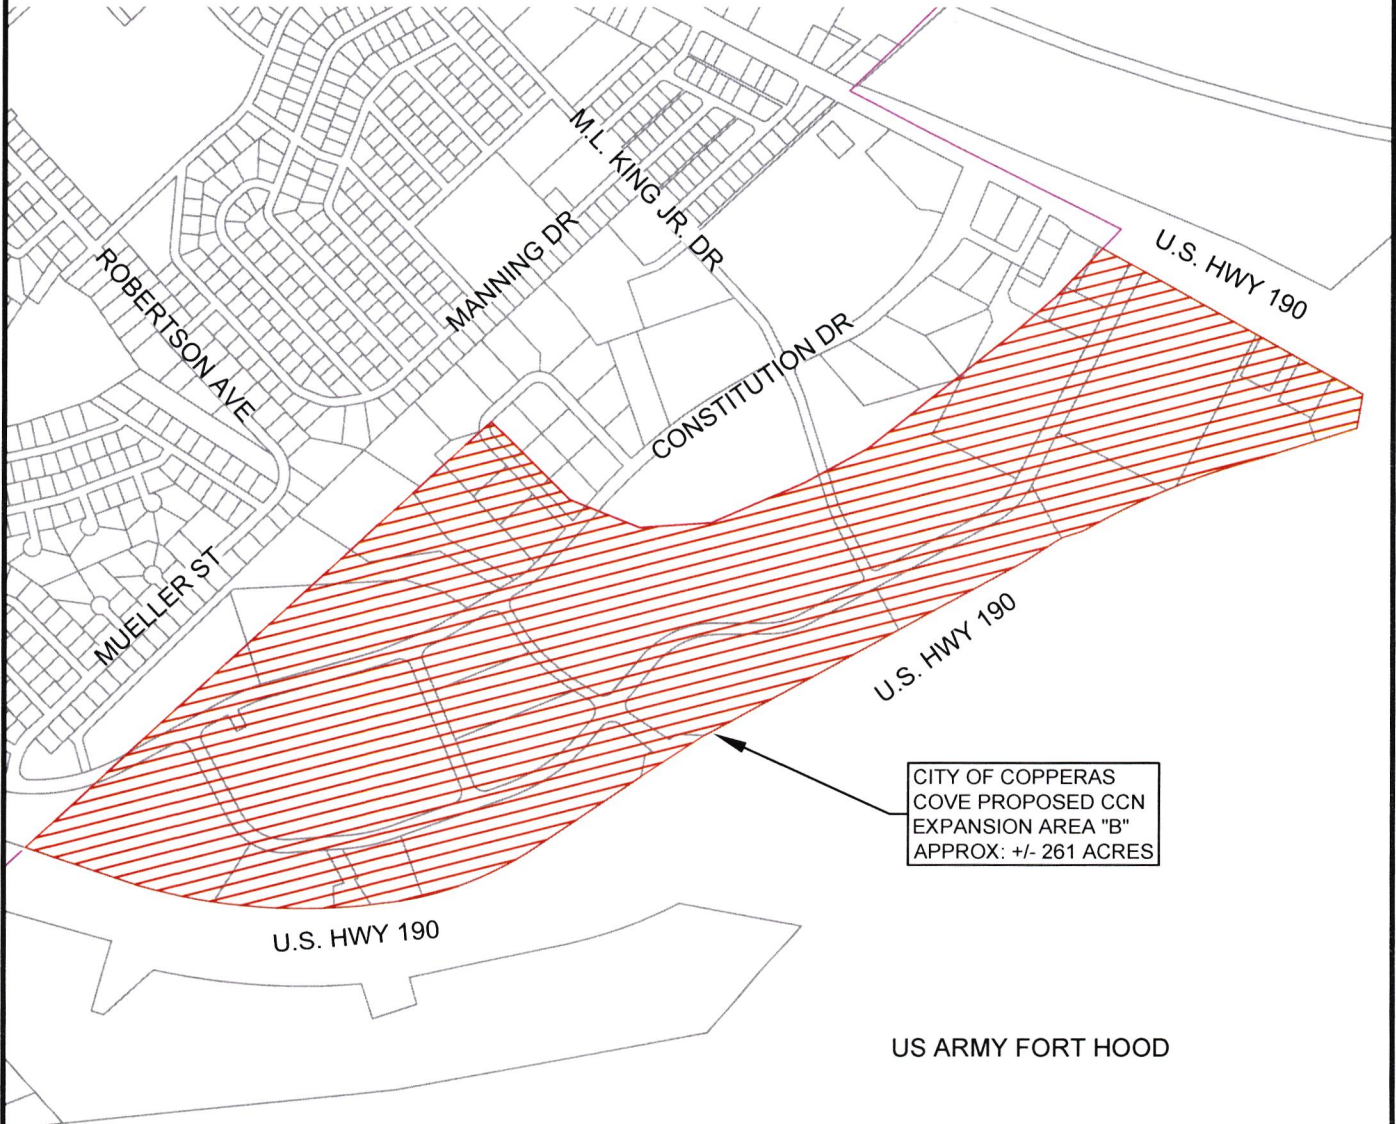 M.L. KING JR. DR
U.S. HWY 190
ROBERTSON AVE
MANNING DR
CONSTITUTION DR
MUELLER ST
U.S. HWY 190
CITY OF COPPERAS
COVE PROPOSED CCN
EXPANSION AREA "B"
APPROX: +/- 261 ACRES
U.S. HWY 190
US ARMY FORT HOOD